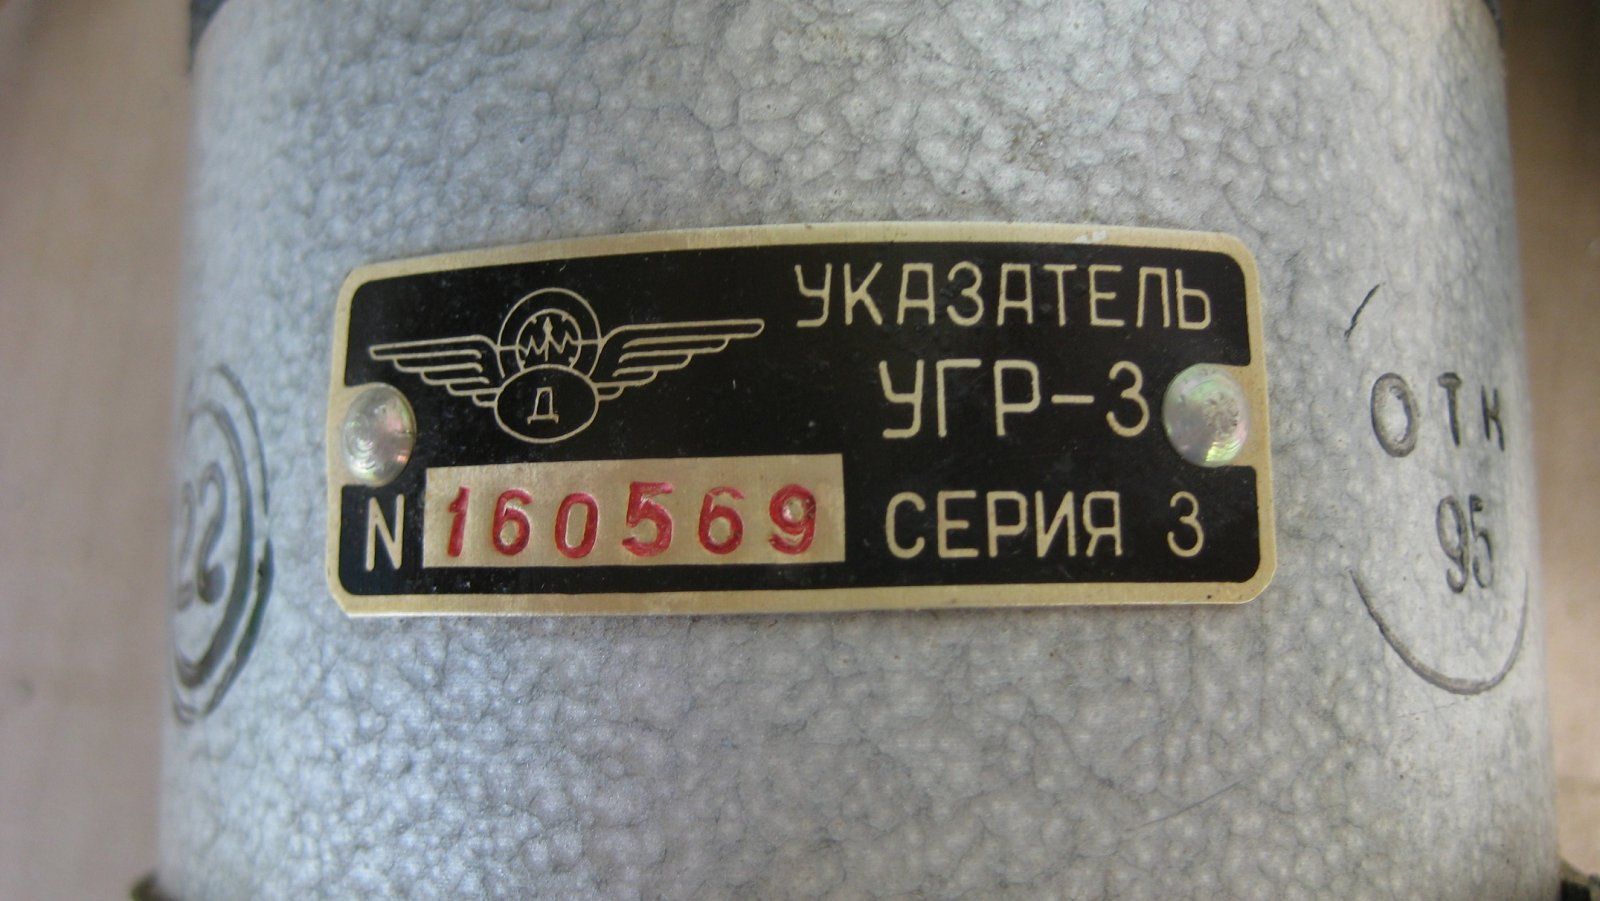 УКАЗАТЕЛЬ
УГР-3
Д
N 160569 СЕРИЯ 3
ОТК
95
22